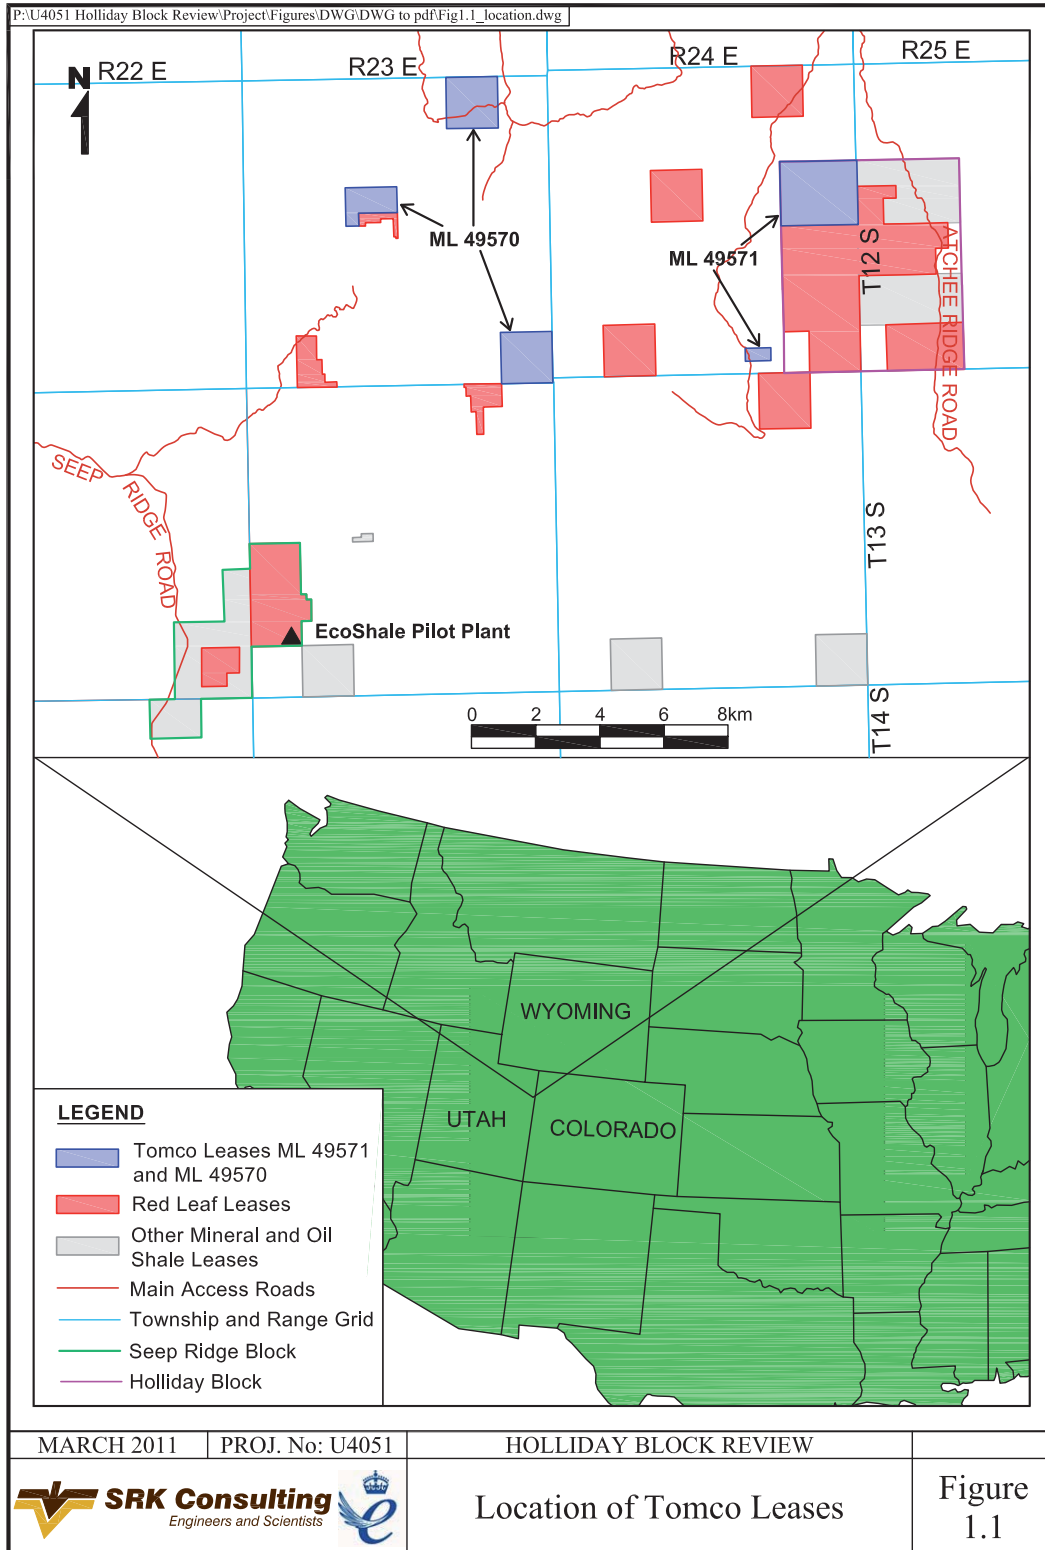 P:\U4051 Holliday Block Review\Project\Figures\DWG\DWG to pdf\Fig1.1_location.dwg
R22 E
R23 E
R24 E
R25 E
N
ML 49570
ML 49571
T12 S
ATCHEE RIDGE ROAD
SEEP RIDGE ROAD
T13 S
EcoShale Pilot Plant
T14 S
0 2 4 6 8km
WYOMING
UTAH
COLORADO
LEGEND
Tomco Leases ML 49571
and ML 49570
Red Leaf Leases
Other Mineral and Oil
Shale Leases
Main Access Roads
Township and Range Grid
Seep Ridge Block
Holliday Block
MARCH 2011
PROJ. No: U4051
HOLLIDAY BLOCK REVIEW
SRK Consulting
Engineers and Scientists
e
Location of Tomco Leases
Figure
1.1